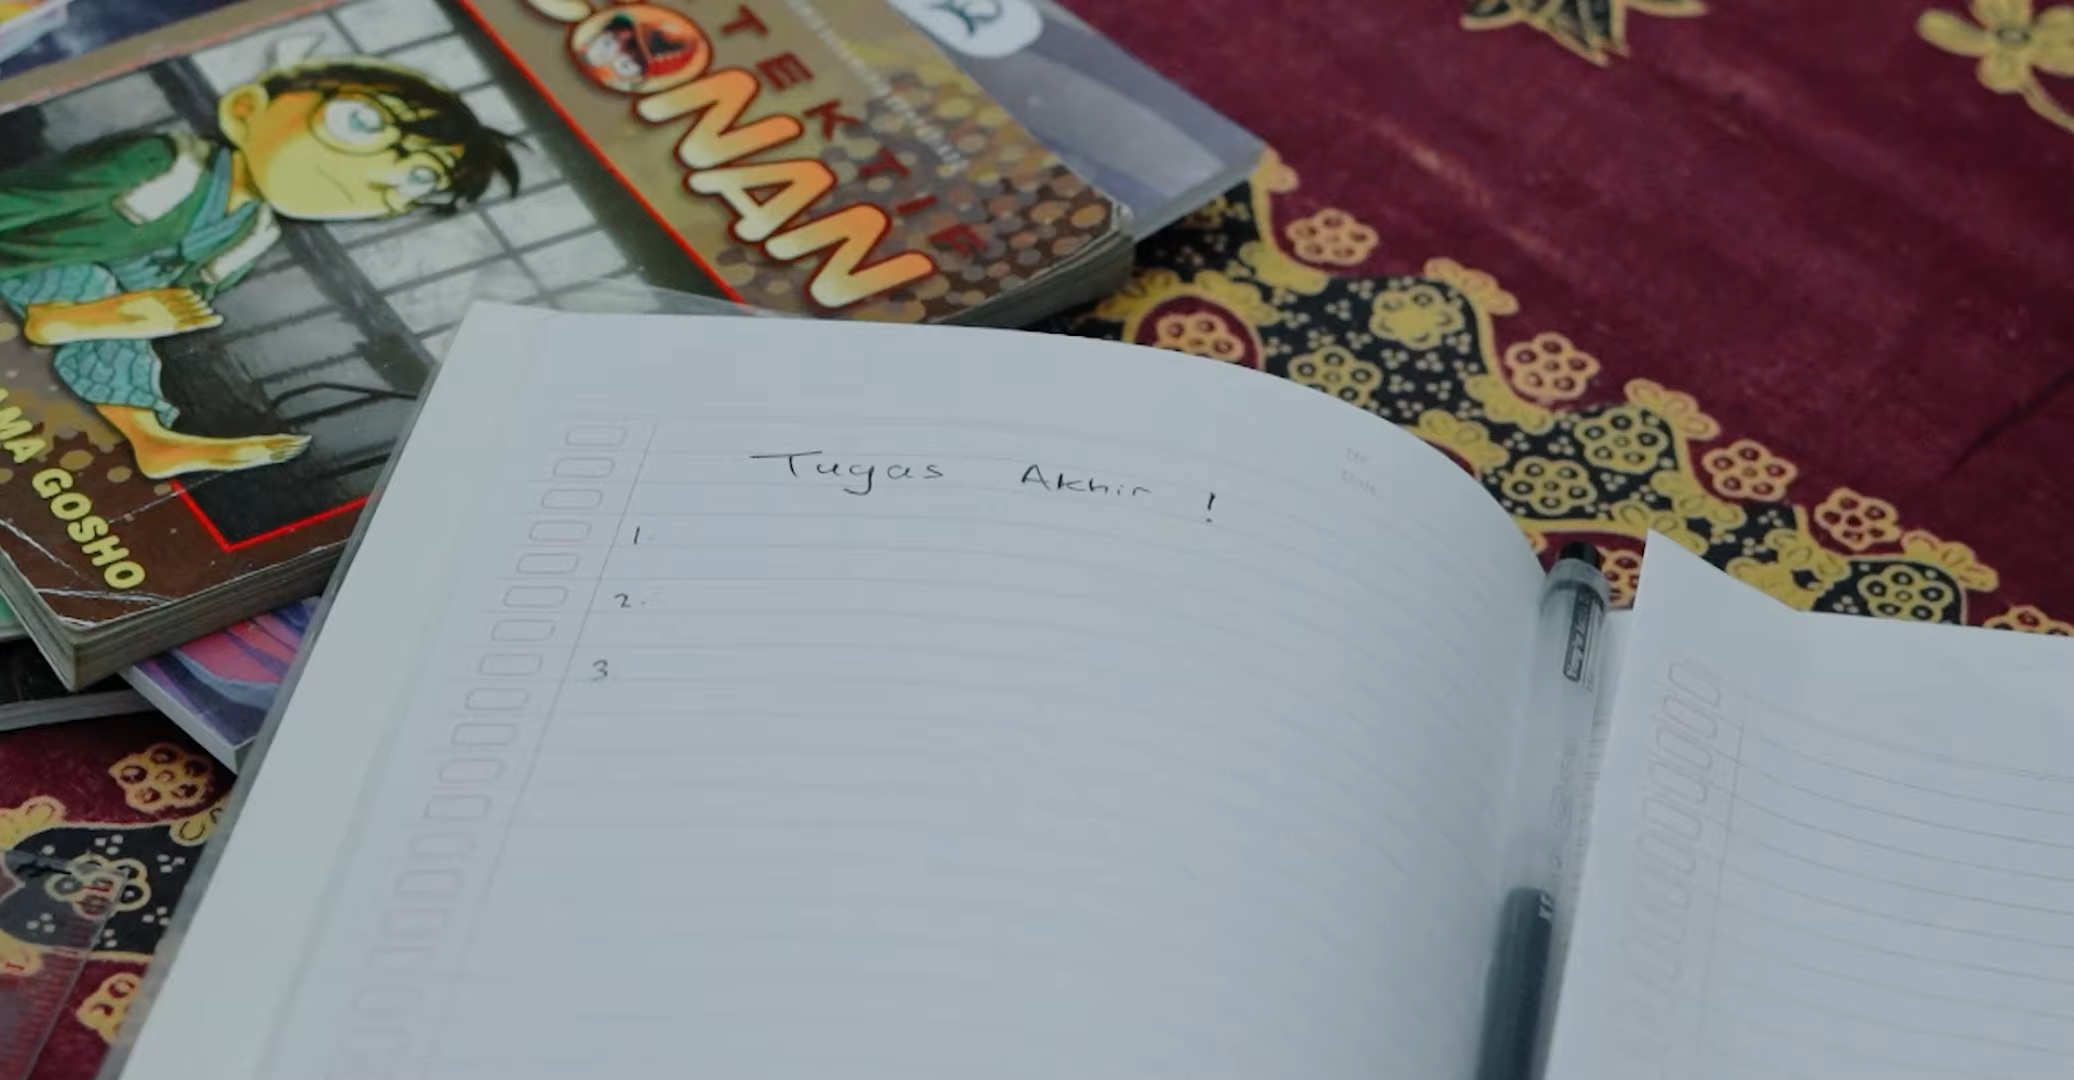 TEKTIF
CONAN
AMA GOSHO
Tugas Akhir !
1.
2.
3